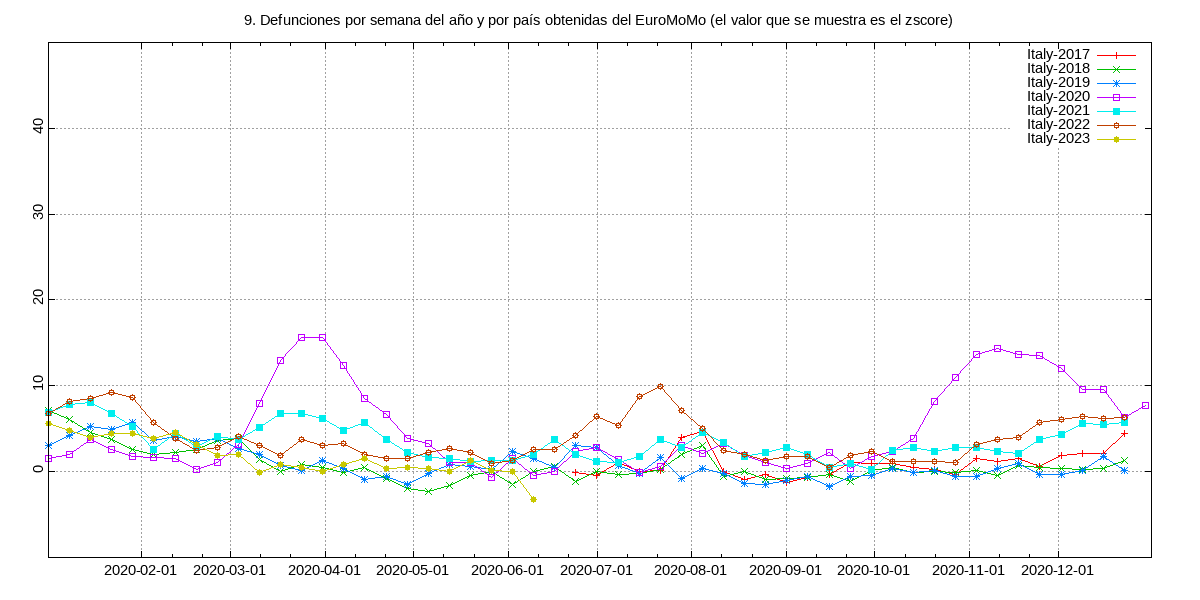 9. Defunciones por semana del año y por país obtenidas del EuroMoMo (el valor que se muestra es el zscore)
Italy-2017
Italy-2018
Italy-2019
Italy-2020
Italy-2021
Italy-2022
Italy-2023
40
30
20
10
0
2020-02-01 2020-03-01 2020-04-01 2020-05-01 2020-06-01 2020-07-01 2020-08-01 2020-09-01 2020-10-01 2020-11-01 2020-12-01